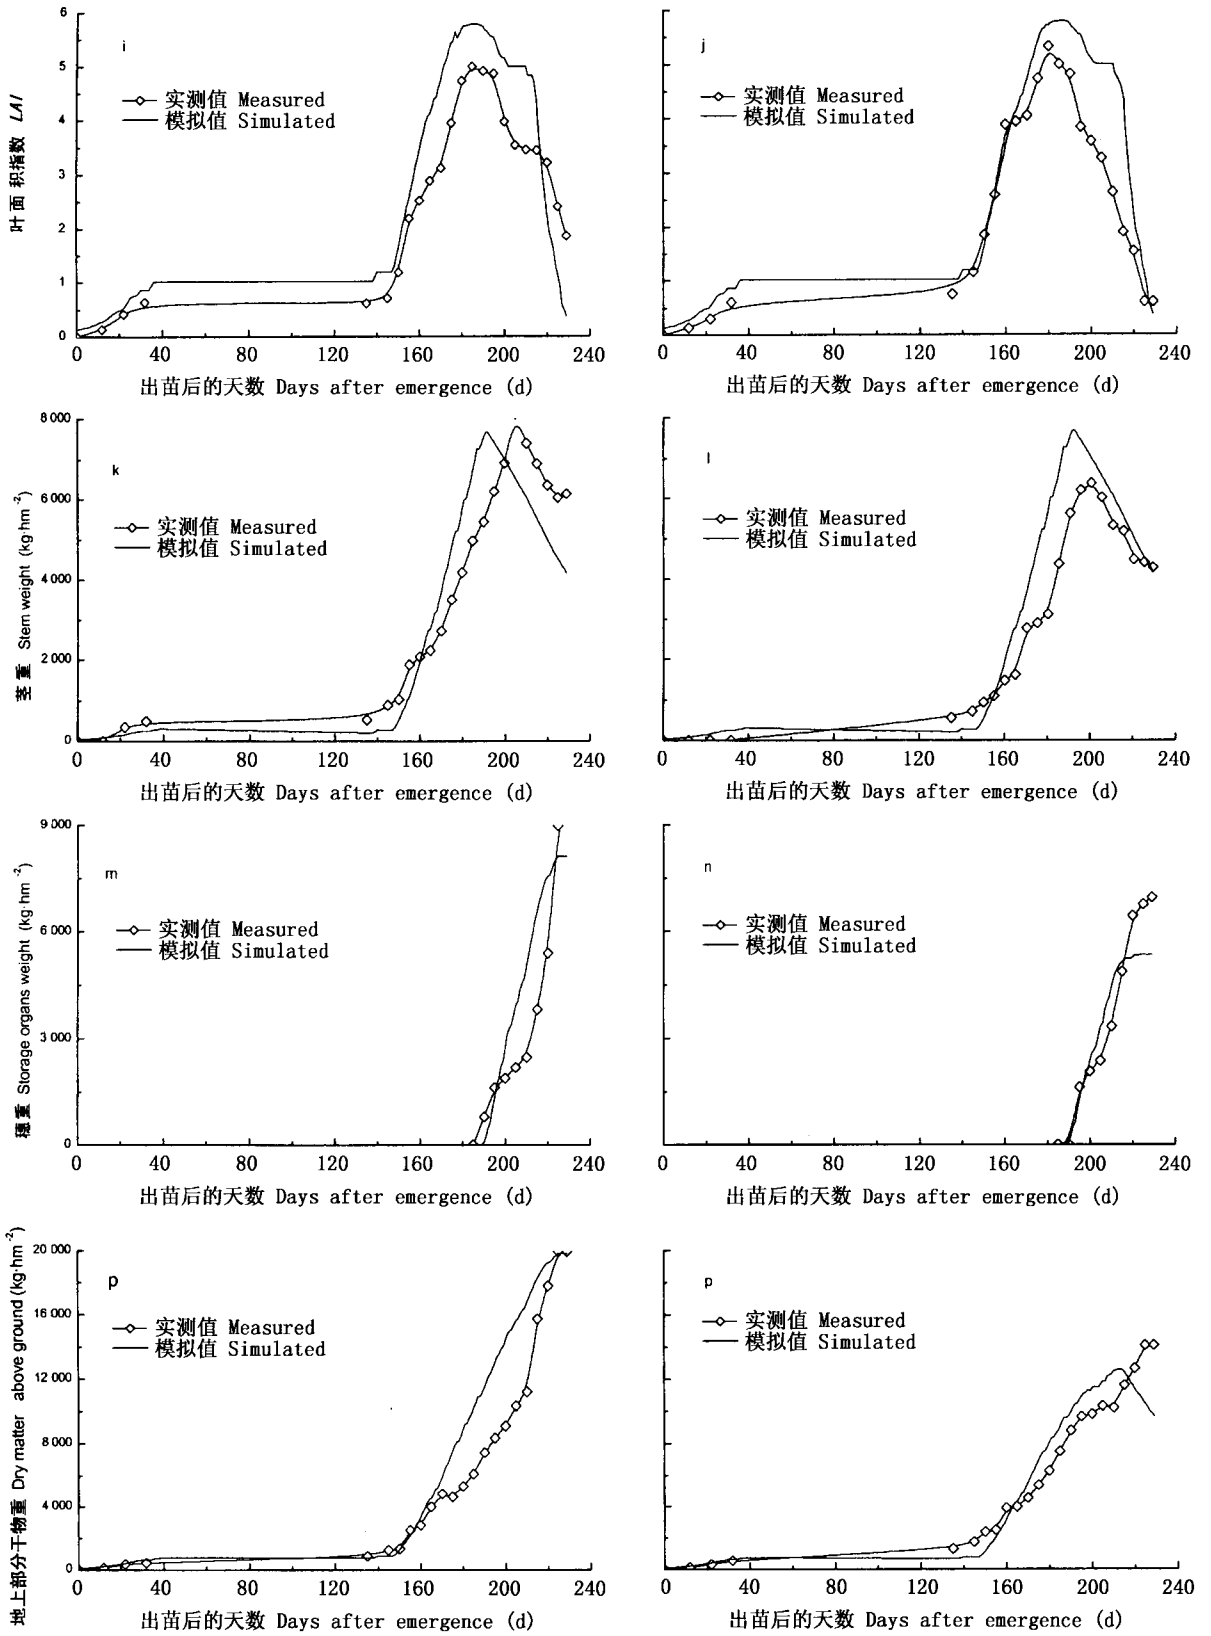 叶面积指数 LAI
6
5
4
3
2
1
0
i
实测值 Measured
模拟值 Simulated
0 40 80 120 160 200 240
出苗后的天数 Days after emergence (d)
j
实测值 Measured
模拟值 Simulated
0 40 80 120 160 200 240
出苗后的天数 Days after emergence (d)
茎重 Stem weight (kg·hm⁻²)
8 000
6 000
4 000
2 000
0
k
实测值 Measured
模拟值 Simulated
0 40 80 120 160 200 240
出苗后的天数 Days after emergence (d)
l
实测值 Measured
模拟值 Simulated
0 40 80 120 160 200 240
出苗后的天数 Days after emergence (d)
穗重 Storage organs weight (kg·hm⁻²)
9 000
6 000
3 000
0
m
实测值 Measured
模拟值 Simulated
0 40 80 120 160 200 240
出苗后的天数 Days after emergence (d)
n
实测值 Measured
模拟值 Simulated
0 40 80 120 160 200 240
出苗后的天数 Days after emergence (d)
地上部分干物重 Dry matter above ground (kg·hm⁻²)
20 000
16 000
12 000
8 000
4 000
0
p
实测值 Measured
模拟值 Simulated
0 40 80 120 160 200 240
出苗后的天数 Days after emergence (d)
p
实测值 Measured
模拟值 Simulated
0 40 80 120 160 200 240
出苗后的天数 Days after emergence (d)